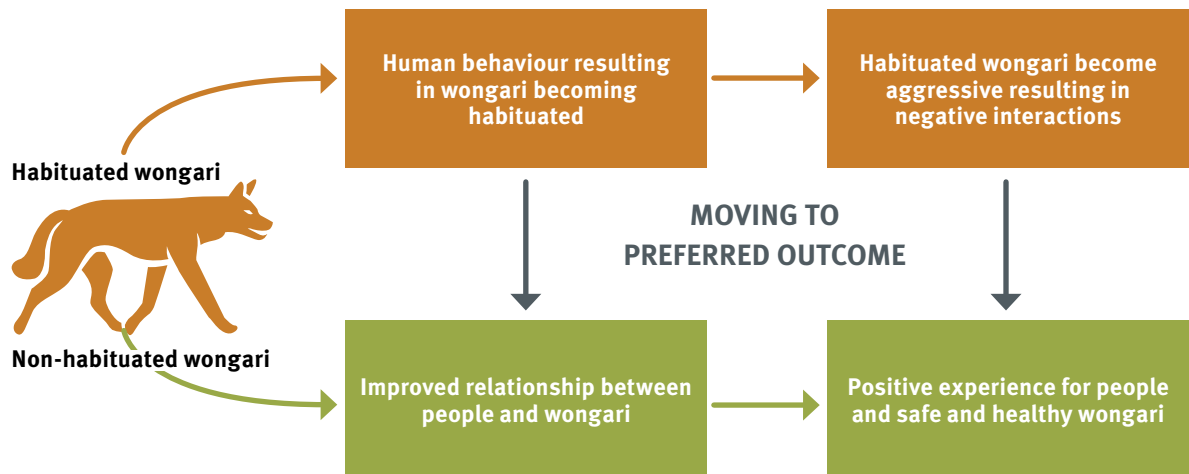 Human behaviour resulting
in wongari becoming
habituated
Habituated wongari become
aggressive resulting in
negative interactions
Habituated wongari
MOVING TO
PREFERRED OUTCOME
Non-habituated wongari
Improved relationship between
people and wongari
Positive experience for people
and safe and healthy wongari